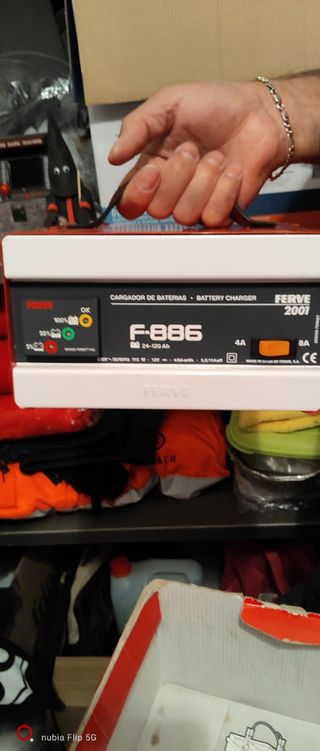 CARGADOR DE BATERIAS - BATTERY CHARGER
FERVE
2001
OK
100%
50%
5%
F-886
24-120 Ah
4A
8A
CE
FERVE
nubia Flip 5G